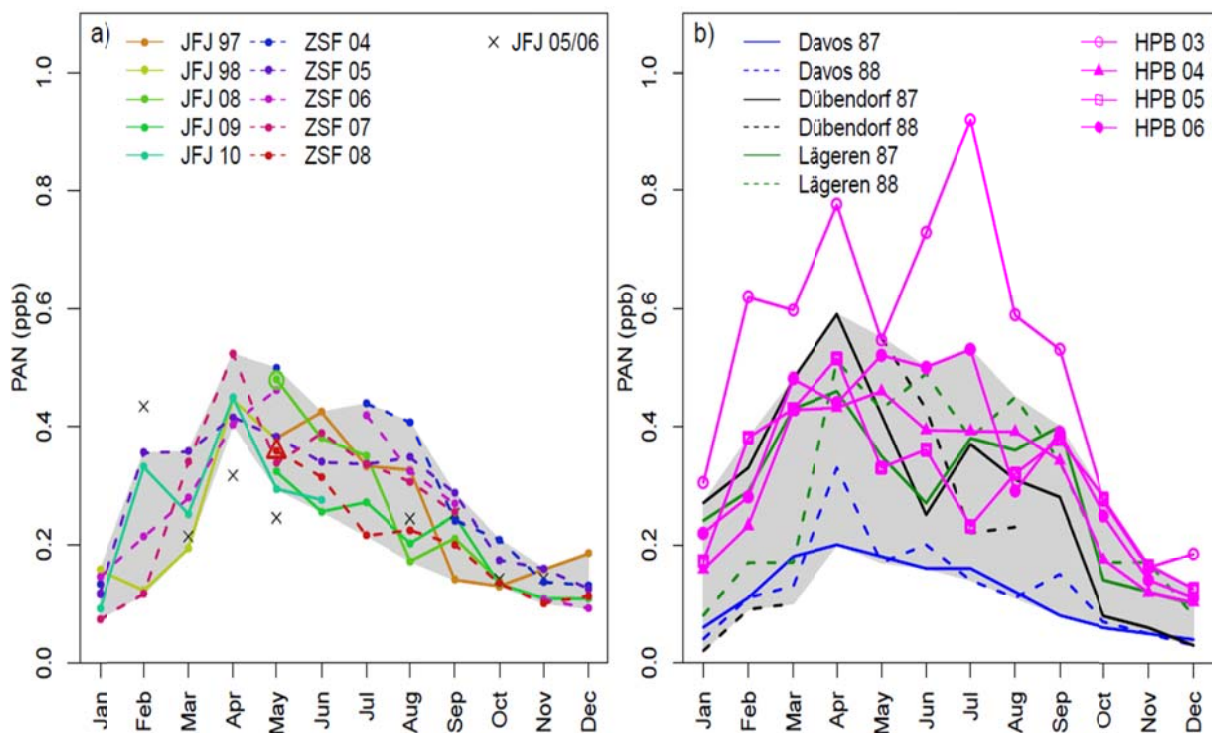 a)
JFJ 97
JFJ 98
JFJ 08
JFJ 09
JFJ 10
ZSF 04
ZSF 05
ZSF 06
ZSF 07
ZSF 08
JFJ 05/06
PAN (ppb)
1.0
0.8
0.6
0.4
0.2
0.0
Jan
Feb
Mar
Apr
May
Jun
Jul
Aug
Sep
Oct
Nov
Dec
b)
Davos 87
Davos 88
Dübendorf 87
Dübendorf 88
Lägeren 87
Lägeren 88
HPB 03
HPB 04
HPB 05
HPB 06
PAN (ppb)
1.0
0.8
0.6
0.4
0.2
0.0
Jan
Feb
Mar
Apr
May
Jun
Jul
Aug
Sep
Oct
Nov
Dec